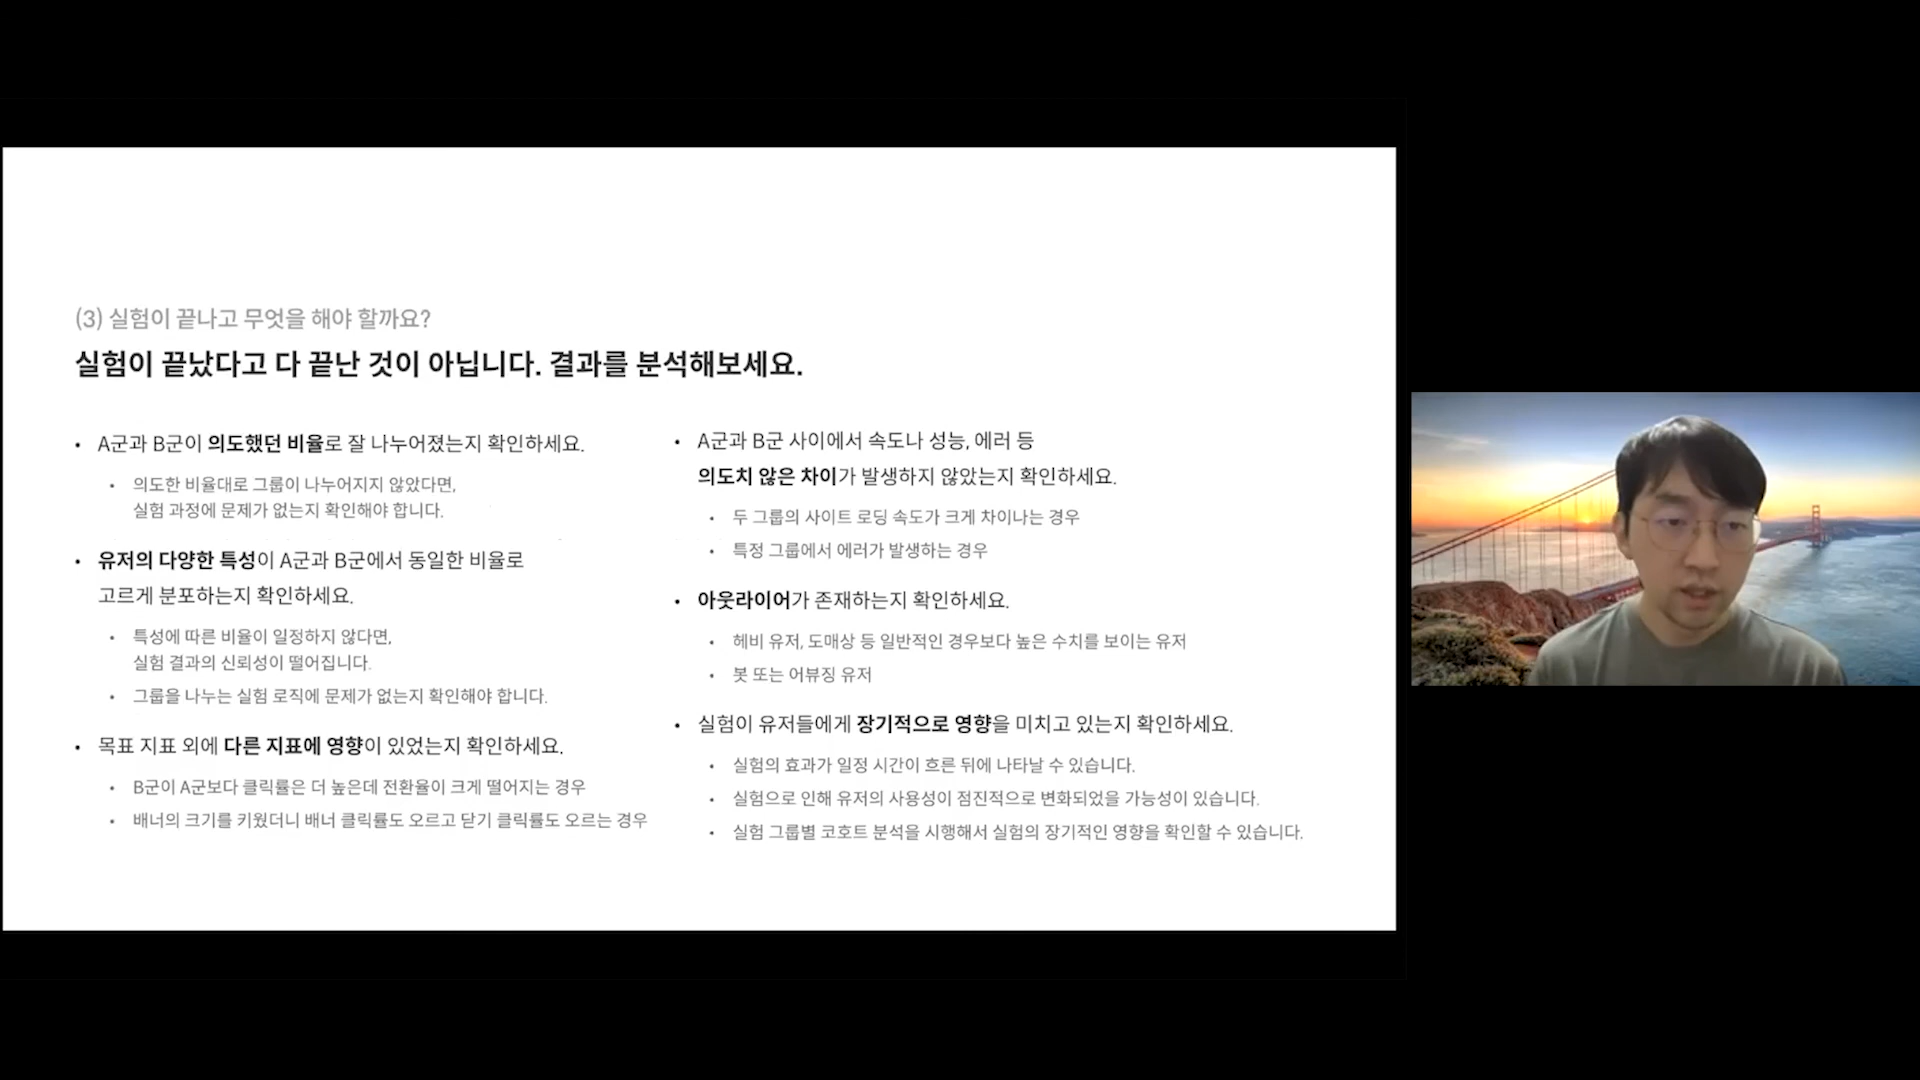 (3) 실험이 끝나고 무엇을 해야 할까요?
실험이 끝났다고 다 끝난 것이 아닙니다. 결과를 분석해보세요.
• A군과 B군이 의도했던 비율로 잘 나누어졌는지 확인하세요.
• 의도한 비율대로 그룹이 나누어지지 않았다면,
실험 과정에 문제가 없는지 확인해야 합니다.
• 유저의 다양한 특성이 A군과 B군에서 동일한 비율로
고르게 분포하는지 확인하세요.
• 특성에 따른 비율이 일정하지 않다면,
실험 결과의 신뢰성이 떨어집니다.
• 그룹을 나누는 실험 로직에 문제가 없는지 확인해야 합니다.
• 목표 지표 외에 다른 지표에 영향이 있었는지 확인하세요.
• B군이 A군보다 클릭률은 더 높은데 전환율이 크게 떨어지는 경우
• 배너의 크기를 키웠더니 배너 클릭률도 오르고 닫기 클릭률도 오르는 경우
• A군과 B군 사이에서 속도나 성능, 에러 등
의도치 않은 차이가 발생하지 않았는지 확인하세요.
• 두 그룹의 사이트 로딩 속도가 크게 차이나는 경우
• 특정 그룹에서 에러가 발생하는 경우
• 아웃라이어가 존재하는지 확인하세요.
• 헤비 유저, 도매상 등 일반적인 경우보다 높은 수치를 보이는 유저
• 봇 또는 어뷰징 유저
• 실험이 유저들에게 장기적으로 영향을 미치고 있는지 확인하세요.
• 실험의 효과가 일정 시간이 흐른 뒤에 나타날 수 있습니다.
• 실험으로 인해 유저의 사용성이 점진적으로 변화되었을 가능성이 있습니다.
• 실험 그룹별 코호트 분석을 시행해서 실험의 장기적인 영향을 확인할 수 있습니다.